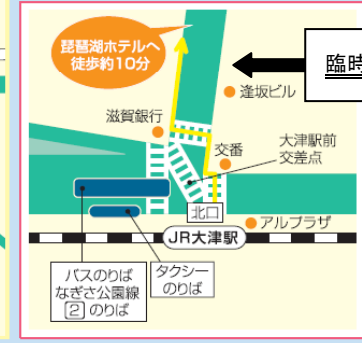 琵琶湖ホテルへ
徒歩約10分
臨時
逢坂ビル
滋賀銀行
大津駅前
交差点
交番
北口
アルプラザ
JR大津駅
バスのりば
なぎさ公園線
2 のりば
タクシー
のりば